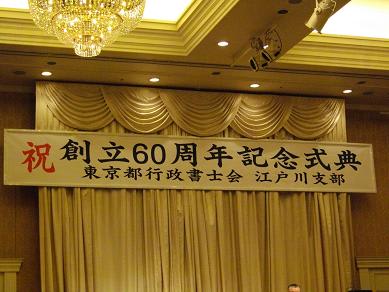 祝 創立60周年記念式典
東京都行政書士会 江戸川支部